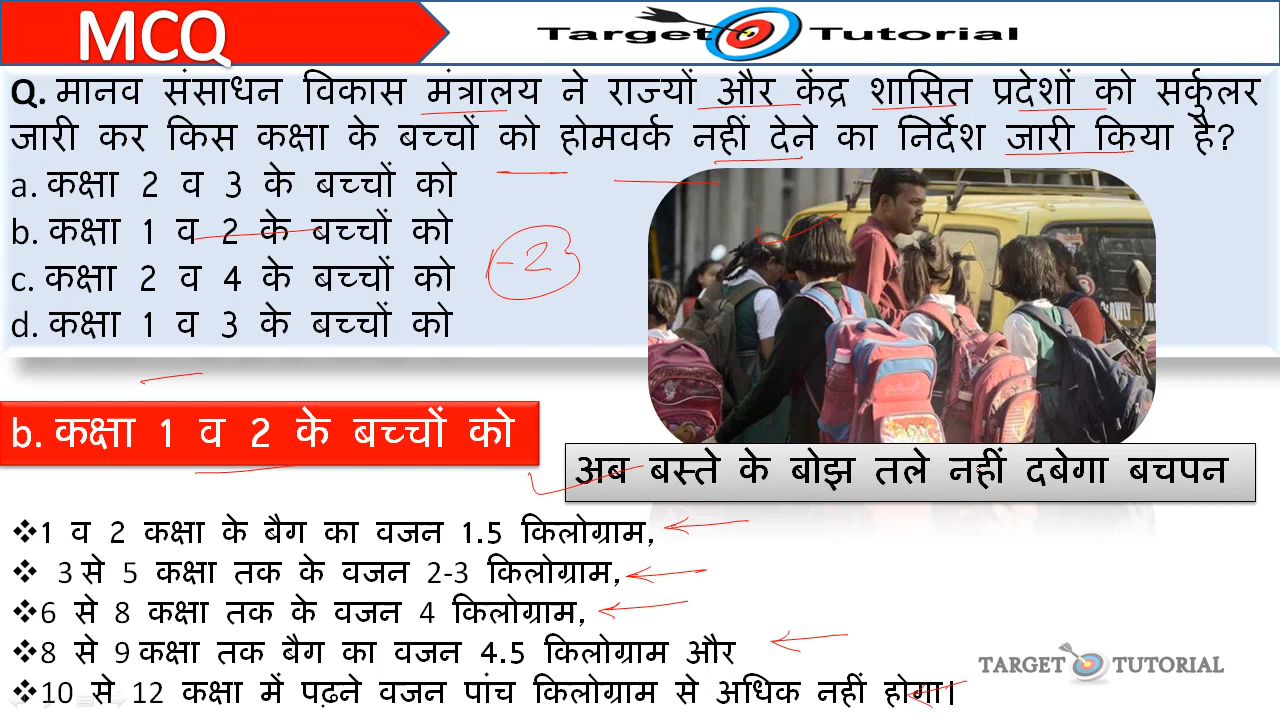 MCQ
Target Tutorial
Q. मानव संसाधन विकास मंत्रालय ने राज्यों और केंद्र शासित प्रदेशों को सर्कुलर
जारी कर किस कक्षा के बच्चों को होमवर्क नहीं देने का निर्देश जारी किया है?
a. कक्षा 2 व 3 के बच्चों को
b. कक्षा 1 व 2 के बच्चों को
c. कक्षा 2 व 4 के बच्चों को
d. कक्षा 1 व 3 के बच्चों को
b. कक्षा 1 व 2 के बच्चों को
अब बस्ते के बोझ तले नहीं दबेगा बचपन
❖1 व 2 कक्षा के बैग का वजन 1.5 किलोग्राम,
❖ 3 से 5 कक्षा तक के वजन 2-3 किलोग्राम,
❖6 से 8 कक्षा तक के वजन 4 किलोग्राम,
❖8 से 9 कक्षा तक बैग का वजन 4.5 किलोग्राम और
❖10 से 12 कक्षा में पढ़ने वजन पांच किलोग्राम से अधिक नहीं होगा|
TARGET TUTORIAL